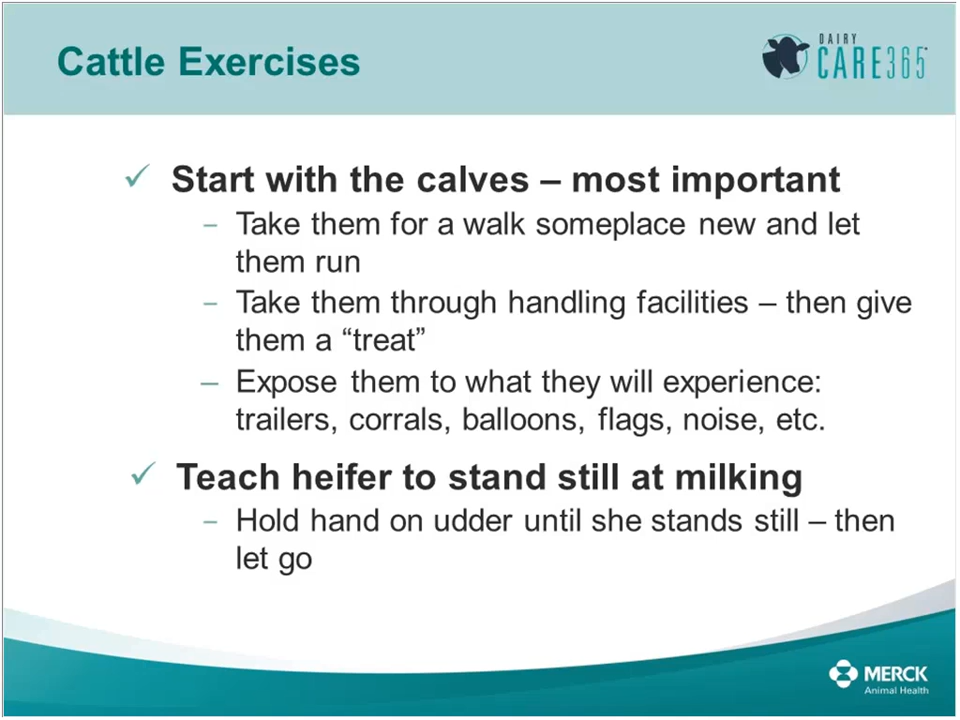 Cattle Exercises
DAIRY
CARE365
✓ Start with the calves – most important
– Take them for a walk someplace new and let
them run
– Take them through handling facilities – then give
them a “treat”
– Expose them to what they will experience:
trailers, corrals, balloons, flags, noise, etc.
✓ Teach heifer to stand still at milking
– Hold hand on udder until she stands still – then
let go
MERCK
Animal Health